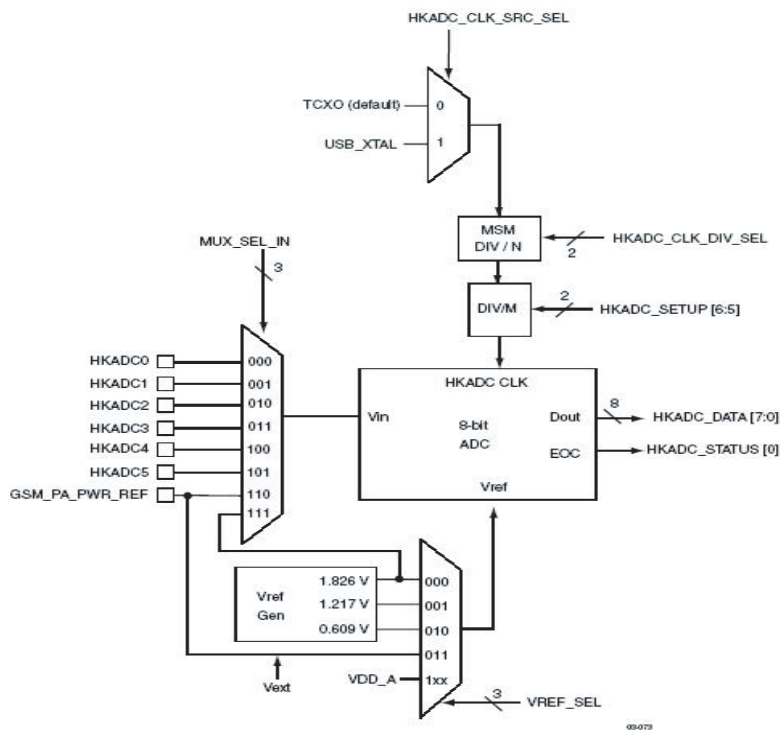 HKADC_CLK_SRC_SEL
TCXO (default)
0
USB_XTAL
1
MSM
DIV / N
2
HKADC_CLK_DIV_SEL
MUX_SEL_IN
3
DIV/M
2
HKADC_SETUP [6:5]
HKADC0
000
HKADC1
001
HKADC2
010
HKADC3
011
HKADC4
100
HKADC5
101
GSM_PA_PWR_REF
110
111
HKADC CLK
Vin
8-bit
ADC
Dout
8
HKADC_DATA [7:0]
EOC
HKADC_STATUS [0]
Vref
Vref
Gen
1.826 V
000
1.217 V
001
0.609 V
010
011
Vext
VDD_A
1xx
3
VREF_SEL